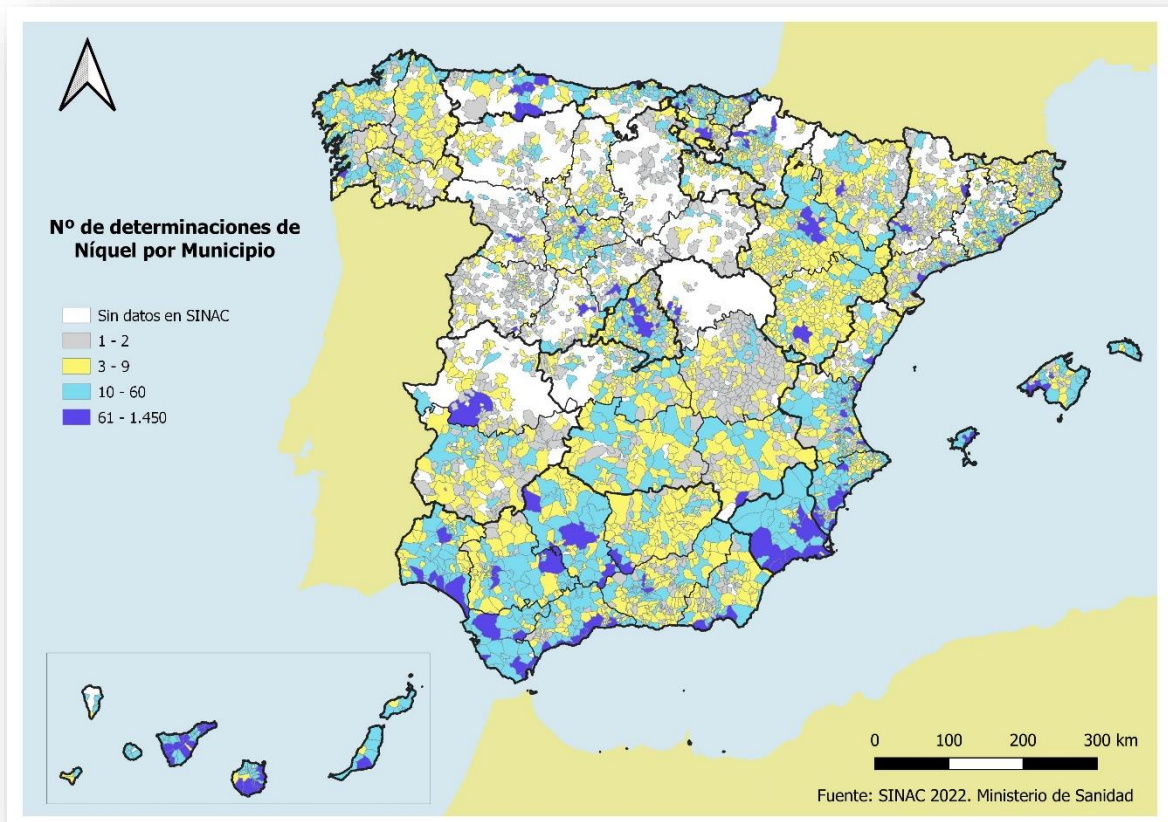 Nº de determinaciones de
Níquel por Municipio
Sin datos en SINAC
1 - 2
3 - 9
10 - 60
61 - 1.450
0 100 200 300 km
Fuente: SINAC 2022. Ministerio de Sanidad